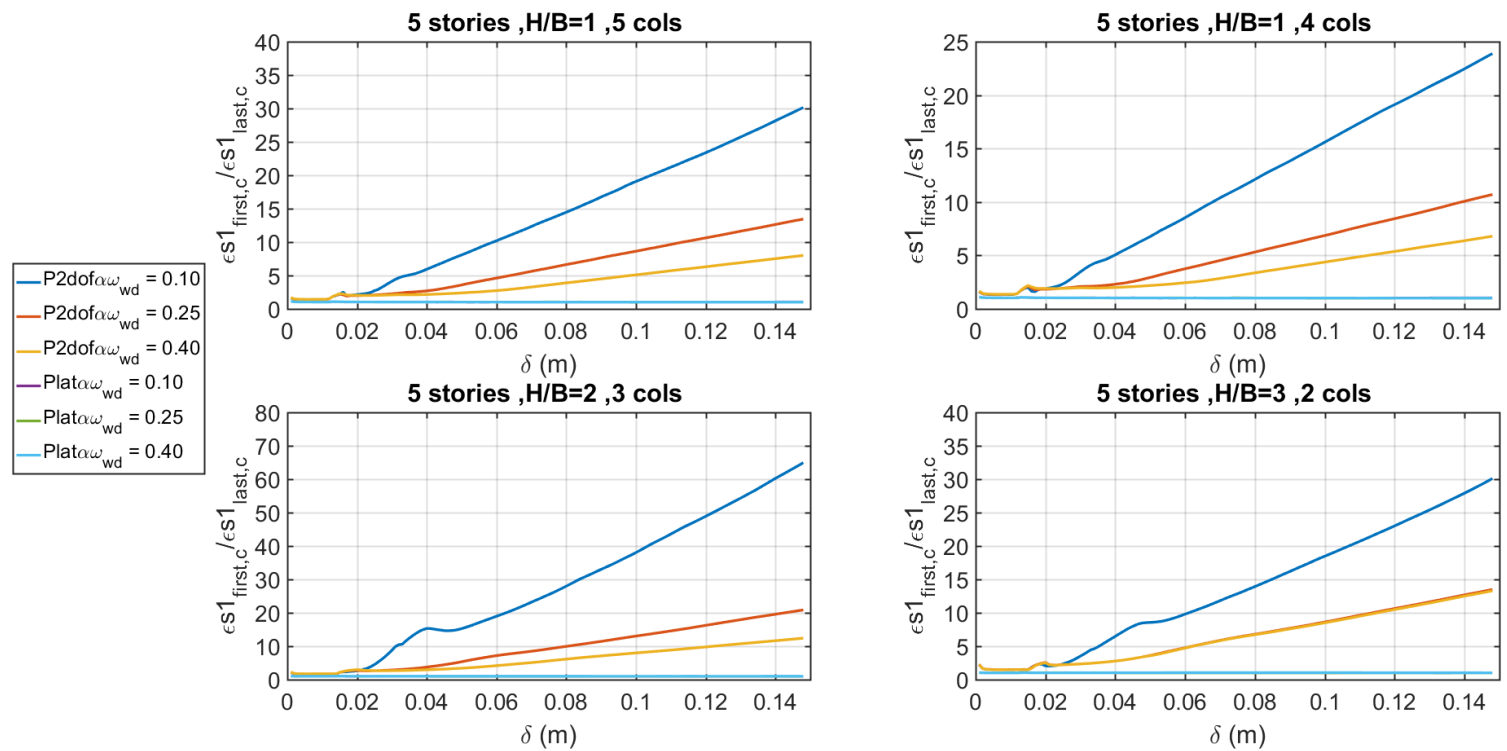 5 stories ,H/B=1 ,5 cols
ϵs1first,c/ϵs1last,c
40
35
30
25
20
15
10
5
0
0 0.02 0.04 0.06 0.08 0.1 0.12 0.14
δ (m)
5 stories ,H/B=1 ,4 cols
ϵs1first,c/ϵs1last,c
25
20
15
10
5
0
0 0.02 0.04 0.06 0.08 0.1 0.12 0.14
δ (m)
P2dofαωwd = 0.10
P2dofαωwd = 0.25
P2dofαωwd = 0.40
Platαωwd = 0.10
Platαωwd = 0.25
Platαωwd = 0.40
5 stories ,H/B=2 ,3 cols
ϵs1first,c/ϵs1last,c
80
70
60
50
40
30
20
10
0
0 0.02 0.04 0.06 0.08 0.1 0.12 0.14
δ (m)
5 stories ,H/B=3 ,2 cols
ϵs1first,c/ϵs1last,c
40
35
30
25
20
15
10
5
0
0 0.02 0.04 0.06 0.08 0.1 0.12 0.14
δ (m)